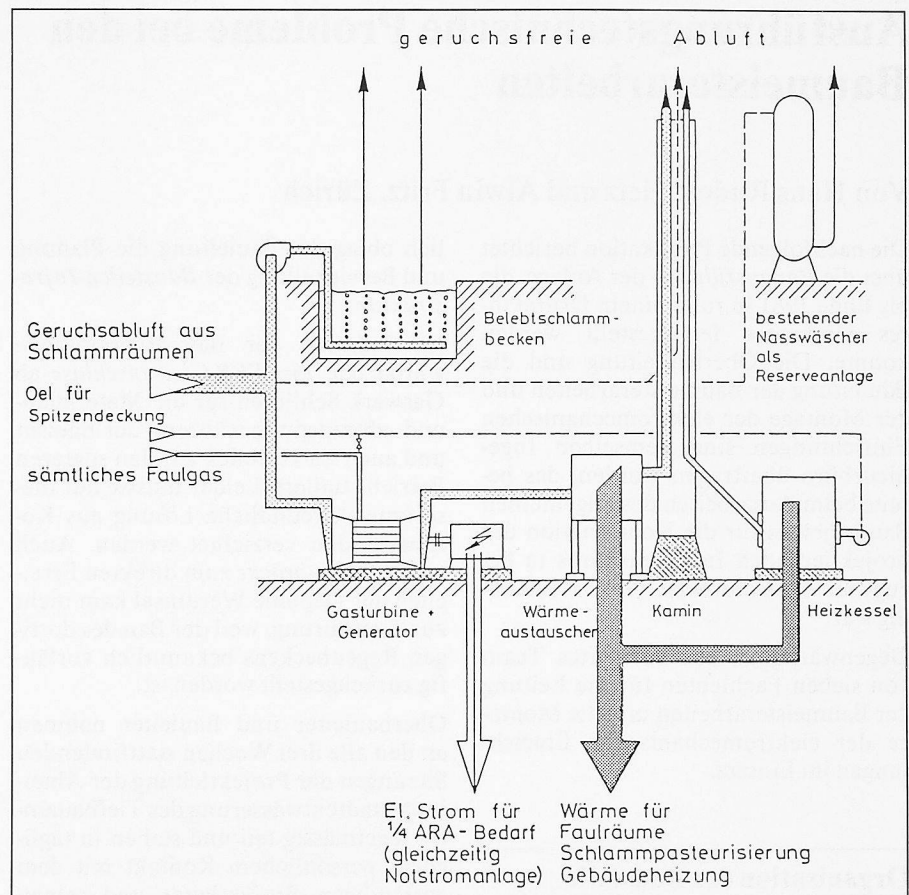 geruchsfreie Abluft
Geruchsabluft aus
Schlammräumen
Oel für
Spitzendeckung
sämtliches Faulgas
Belebtschlamm-
becken
bestehender
Nasswäscher
als
Reserveanlage
Gasturbine +
Generator
Wärme-
austauscher
Kamin
Heizkessel
El. Strom für
1/4 ARA-Bedarf
(gleichzeitig
Notstromanlage)
Wärme für
Faulräume
Schlammpasteurisierung
Gebäudeheizung